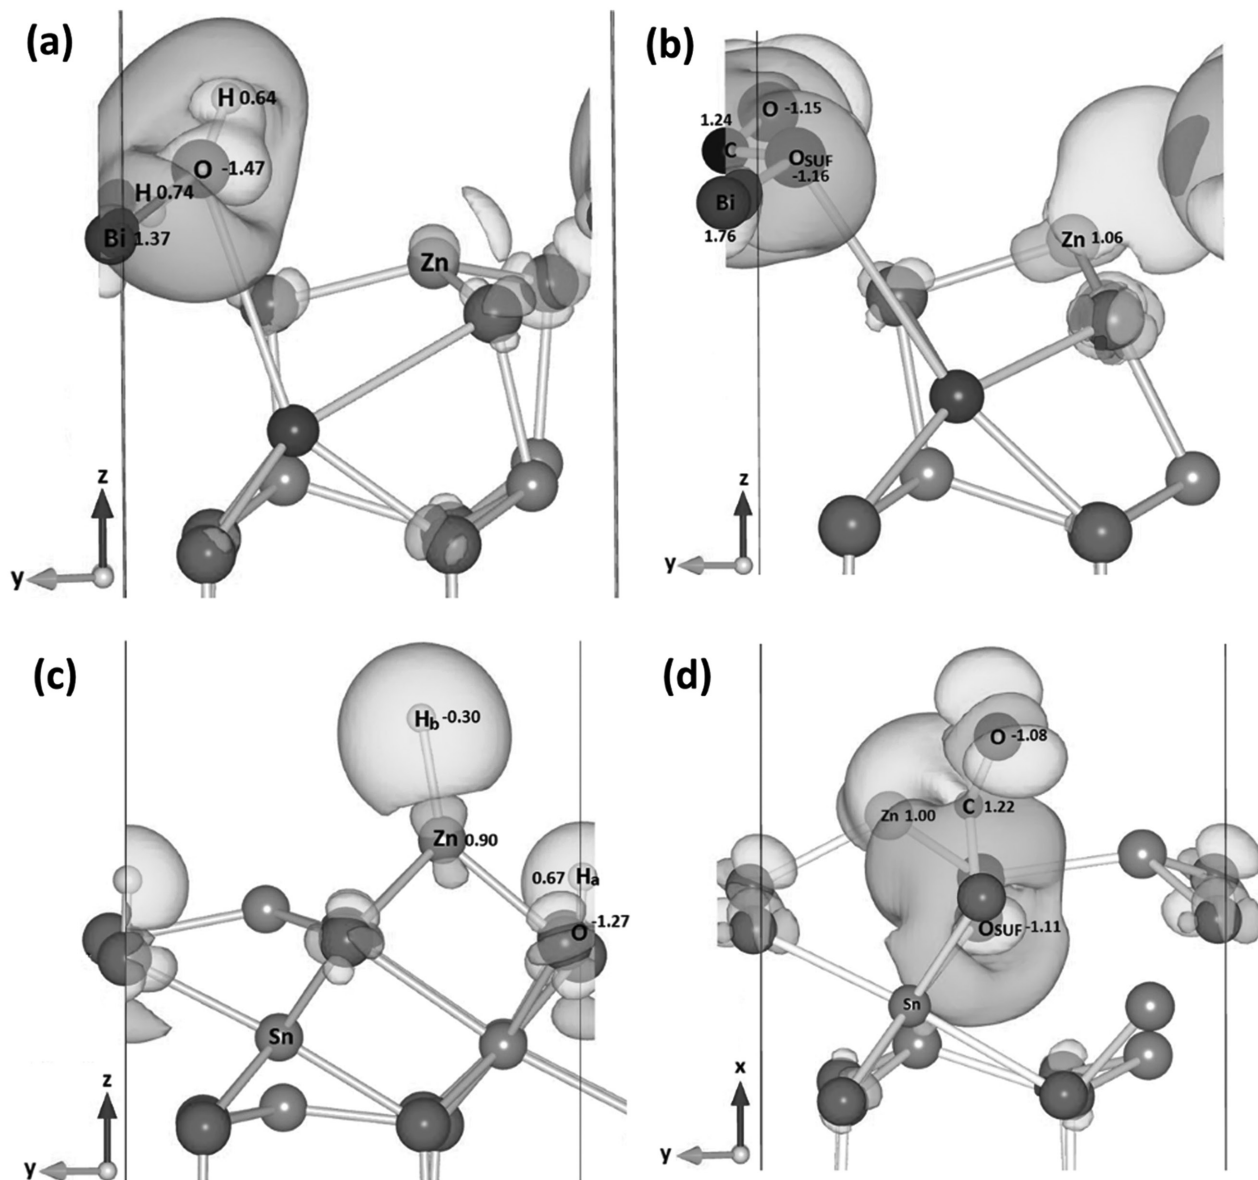 (a)
H 0.64
O -1.47
H 0.74
Bi 1.37
Zn
z
y
(b)
O -1.15
1.24
C
OSUF
-1.16
Bi
1.76
Zn 1.06
z
y
(c)
Hb -0.30
Zn 0.90
0.67 Ha
O -1.27
Sn
z
y
(d)
O -1.08
Zn 1.00
C 1.22
OSUF -1.11
Sn
x
y